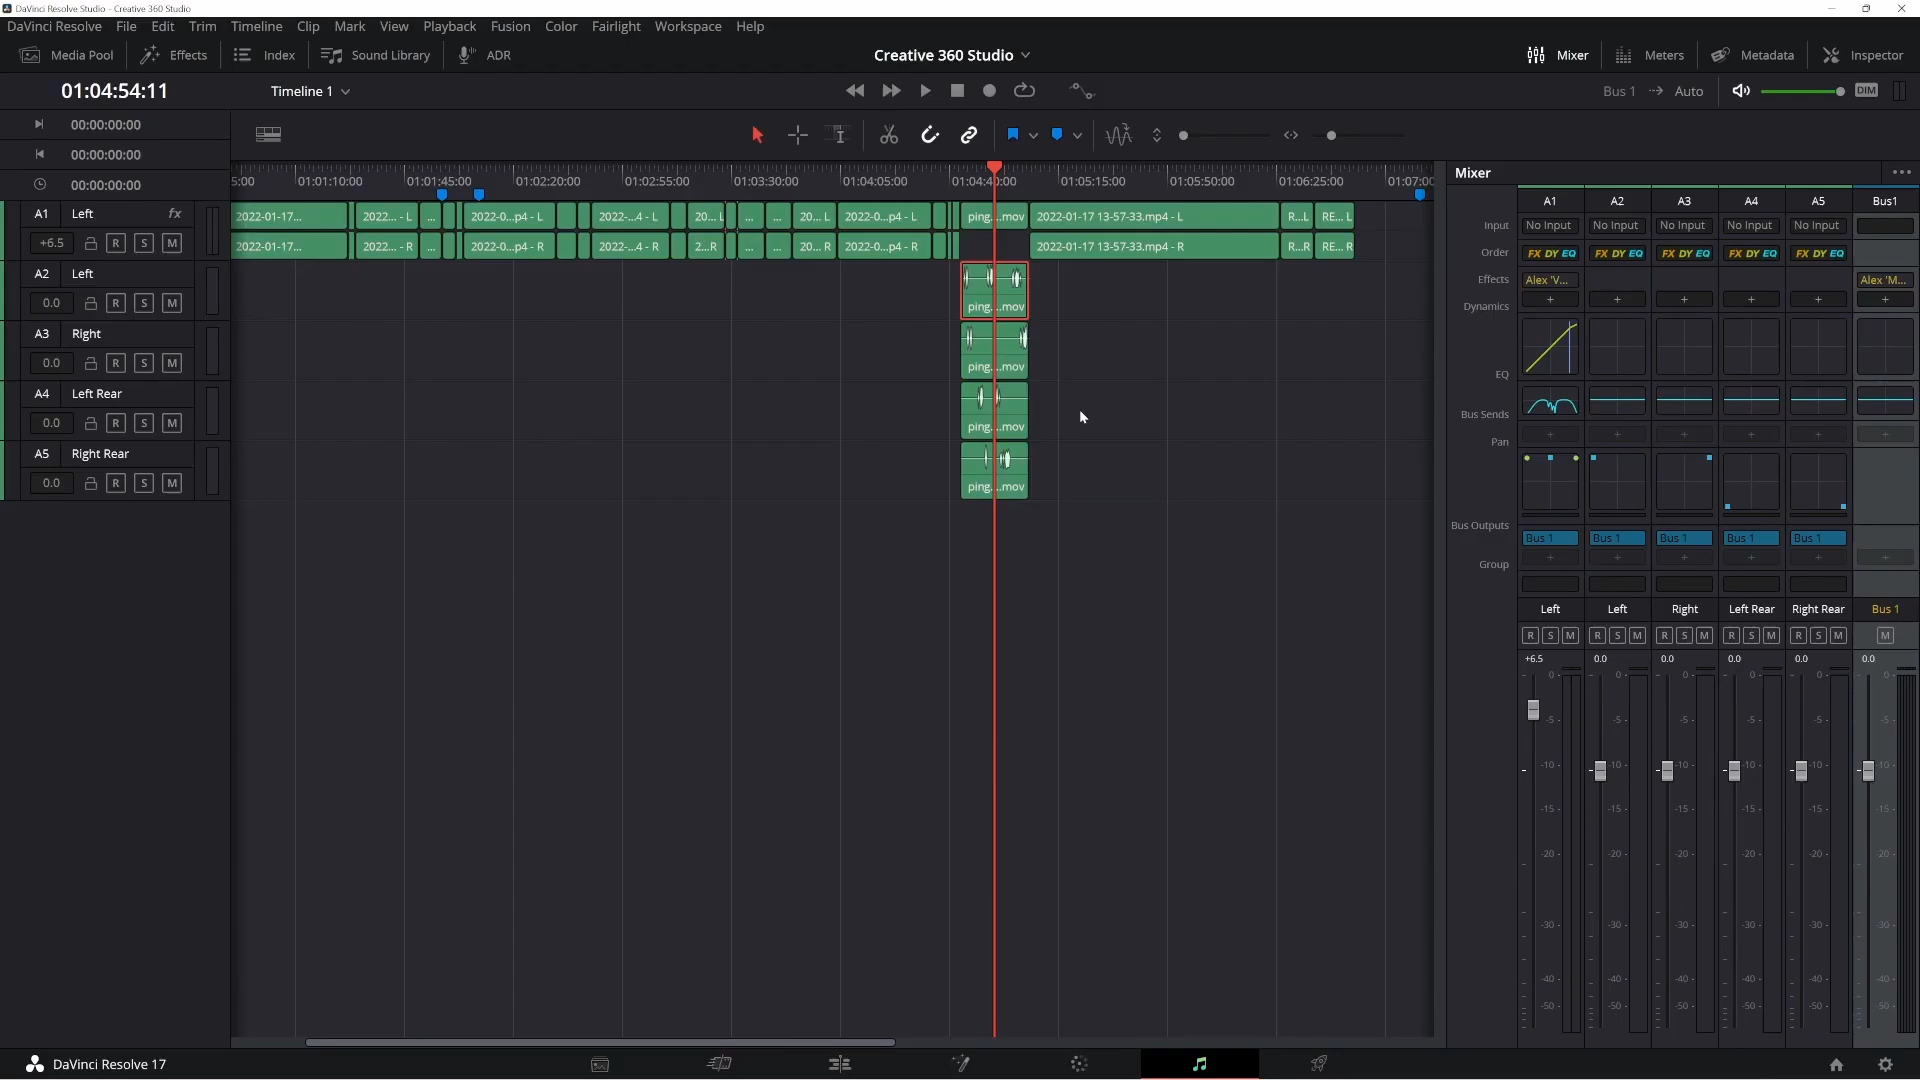 DaVinci Resolve Studio - Creative 360 Studio
DaVinci Resolve File Edit Trim Timeline Clip Mark View Playback Fusion Color Fairlight Workspace Help
Media Pool Effects Index Sound Library ADR Creative 360 Studio Mixer Meters Metadata Inspector
01:04:54:11 Timeline 1 Bus 1 Auto DIM
00:00:00:00
00:00:00:00
00:00:00:00
5:00 01:01:10:00 01:01:45:00 01:02:20:00 01:02:55:00 01:03:30:00 01:04:05:00 01:04:40:00 01:05:15:00 01:05:50:00 01:06:25:00 01:07:00
A1 Left fx
+6.5 R S M
2022-01-17... 2022... - L ... 2022-0...p4 - L 2022-...4 - L 20... L ... ... 20... L 2022-0...p4 - L ping....mov 2022-01-17 13-57-33.mp4 - L R...L RE... L
2022-01-17... 2022... - R ... 2022-0...p4 - R 2022-...4 - R 2...R ... ... 20... R 2022-0...p4 - R 2022-01-17 13-57-33.mp4 - R R...R RE... R
A2 Left
0.0 R S M
ping....mov
A3 Right
0.0 R S M
ping....mov
A4 Left Rear
0.0 R S M
ping....mov
A5 Right Rear
0.0 R S M
ping....mov
Mixer
A1 A2 A3 A4 A5 Bus1
Input No Input No Input No Input No Input No Input
Order FX DY EQ FX DY EQ FX DY EQ FX DY EQ FX DY EQ
Effects Alex 'V... Alex 'M...
Dynamics
EQ
Bus Sends
Pan
Bus Outputs Bus 1 Bus 1 Bus 1 Bus 1 Bus 1
Group
Left Left Right Left Rear Right Rear Bus 1
R S M R S M R S M R S M R S M M
+6.5 0.0 0.0 0.0 0.0 0.0
0 0 0 0 0 0
-5 -5 -5 -5 -5 -5
-10 -10 -10 -10 -10 -10
-15 -15 -15 -15 -15 -15
-20 -20 -20 -20 -20 -20
-30 -30 -30 -30 -30 -30
-40 -40 -40 -40 -40 -40
-50 -50 -50 -50 -50 -50
DaVinci Resolve 17